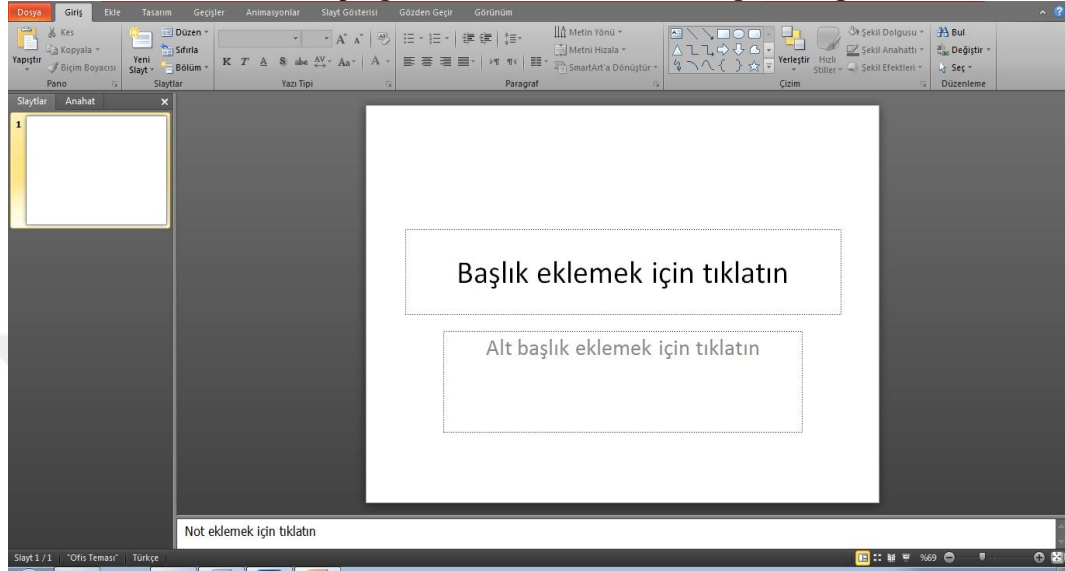 Dosya Giriş Ekle Tasarım Geçişler Animasyonlar Slayt Gösterisi Gözden Geçir Görünüm
Yapıştır
Kes
Kopyala
Biçim Boyacısı
Pano
Yeni
Slayt
Düzen
Sıfırla
Bölüm
Slaytlar
K T A S abc AV Aa A
Yazı Tipi
Metin Yönü
Metni Hizala
SmartArt'a Dönüştür
Paragraf
Yerleştir
Hızlı
Stiller
Şekil Dolgusu
Şekil Anahattı
Şekil Efektleri
Çizim
Bul
Değiştir
Seç
Düzenleme
Slaytlar Anahat
1
Başlık eklemek için tıklatın
Alt başlık eklemek için tıklatın
Not eklemek için tıklatın
Slayt 1 / 1 "Ofis Teması" Türkçe %69